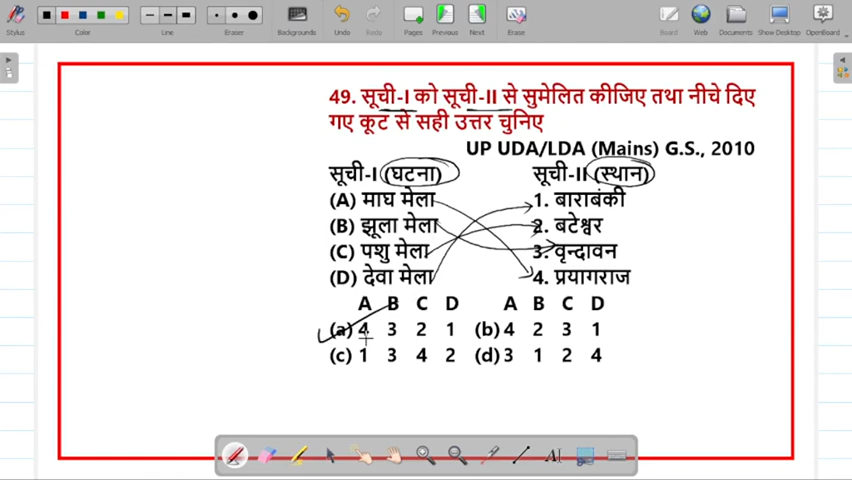 Stylus
Color
Line
Eraser
Backgrounds
Undo
Redo
Pages
Previous
Next
Erase
Board
Web
Documents
Show Desktop
OpenBoard
49. सूची-I को सूची-II से सुमेलित कीजिए तथा नीचे दिए
गए कूट से सही उत्तर चुनिए
UP UDA/LDA (Mains) G.S., 2010
सूची-I (घटना) सूची-II (स्थान)
(A) माघ मेला 1. बाराबंकी
(B) झूला मेला 2. बटेश्वर
(C) पशु मेला 3. वृन्दावन
(D) देवा मेला 4. प्रयागराज
A B C D A B C D
(a) 4 3 2 1 (b) 4 2 3 1
(c) 1 3 4 2 (d) 3 1 2 4